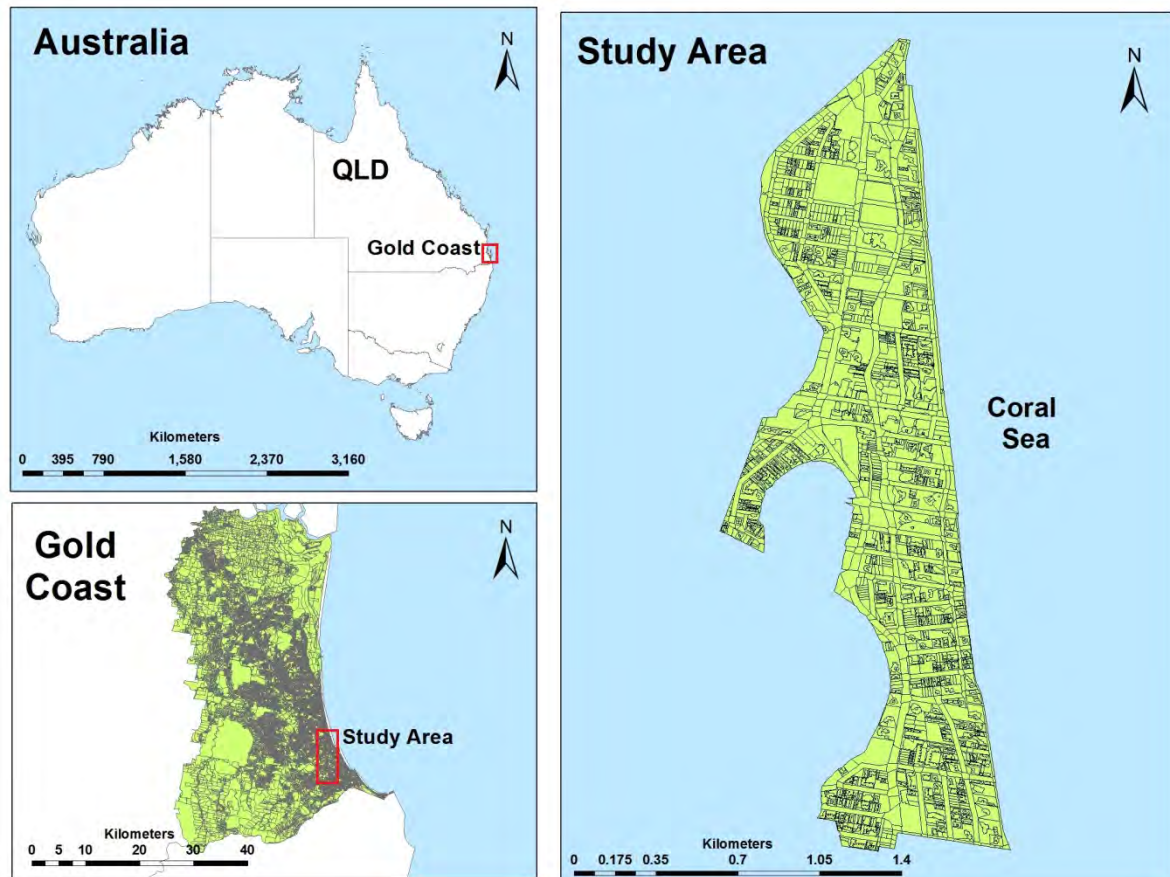 Australia
N
QLD
Gold Coast
Kilometers
0 395 790 1,580 2,370 3,160
Gold
Coast
N
Study Area
Kilometers
0 5 10 20 30 40
Study Area
N
Coral
Sea
Kilometers
0 0.175 0.35 0.7 1.05 1.4